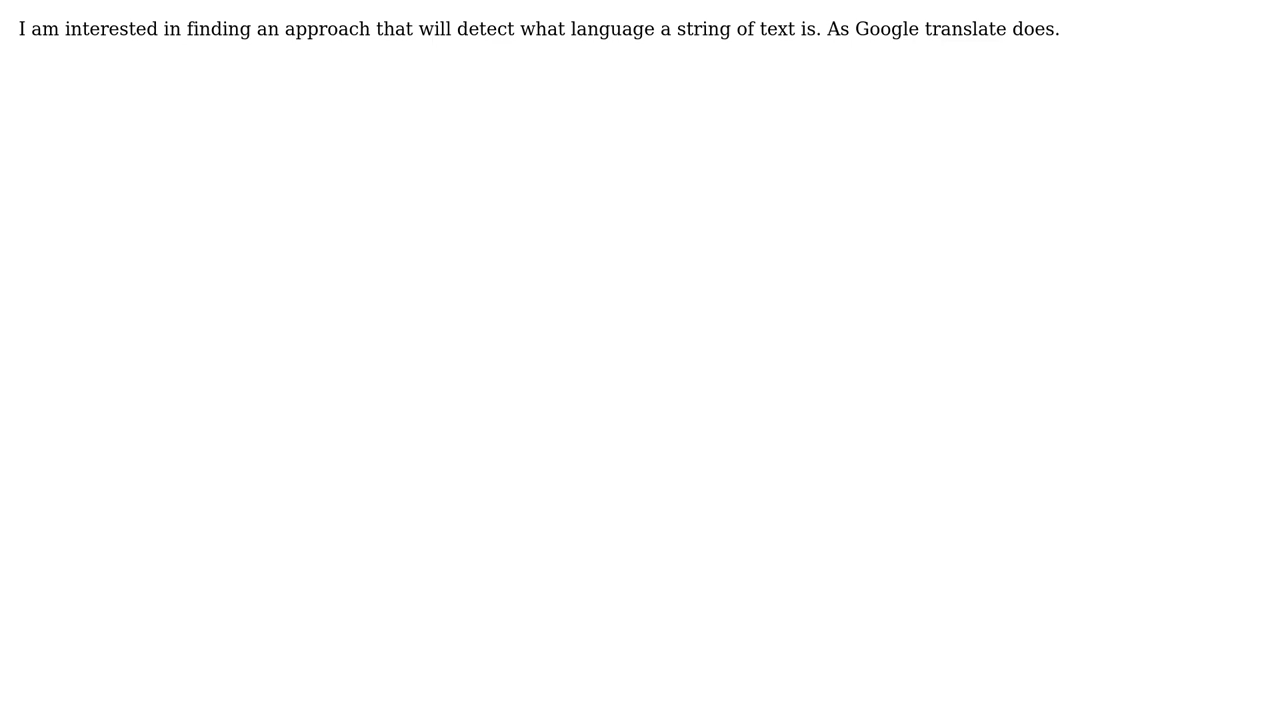 I am interested in finding an approach that will detect what language a string of text is. As Google translate does.